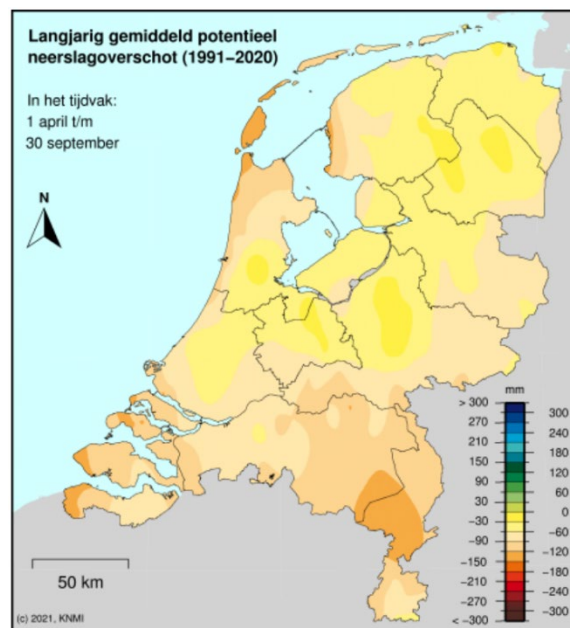 Langjarig gemiddeld potentieel
neerslagoverschot (1991−2020)
In het tijdvak:
1 april t/m
30 september
N
mm
> 300
270
210
150
90
30
−30
−90
−150
−210
−270
< −300
300
240
180
120
60
0
−60
−120
−180
−240
−300
50 km
(c) 2021, KNMI